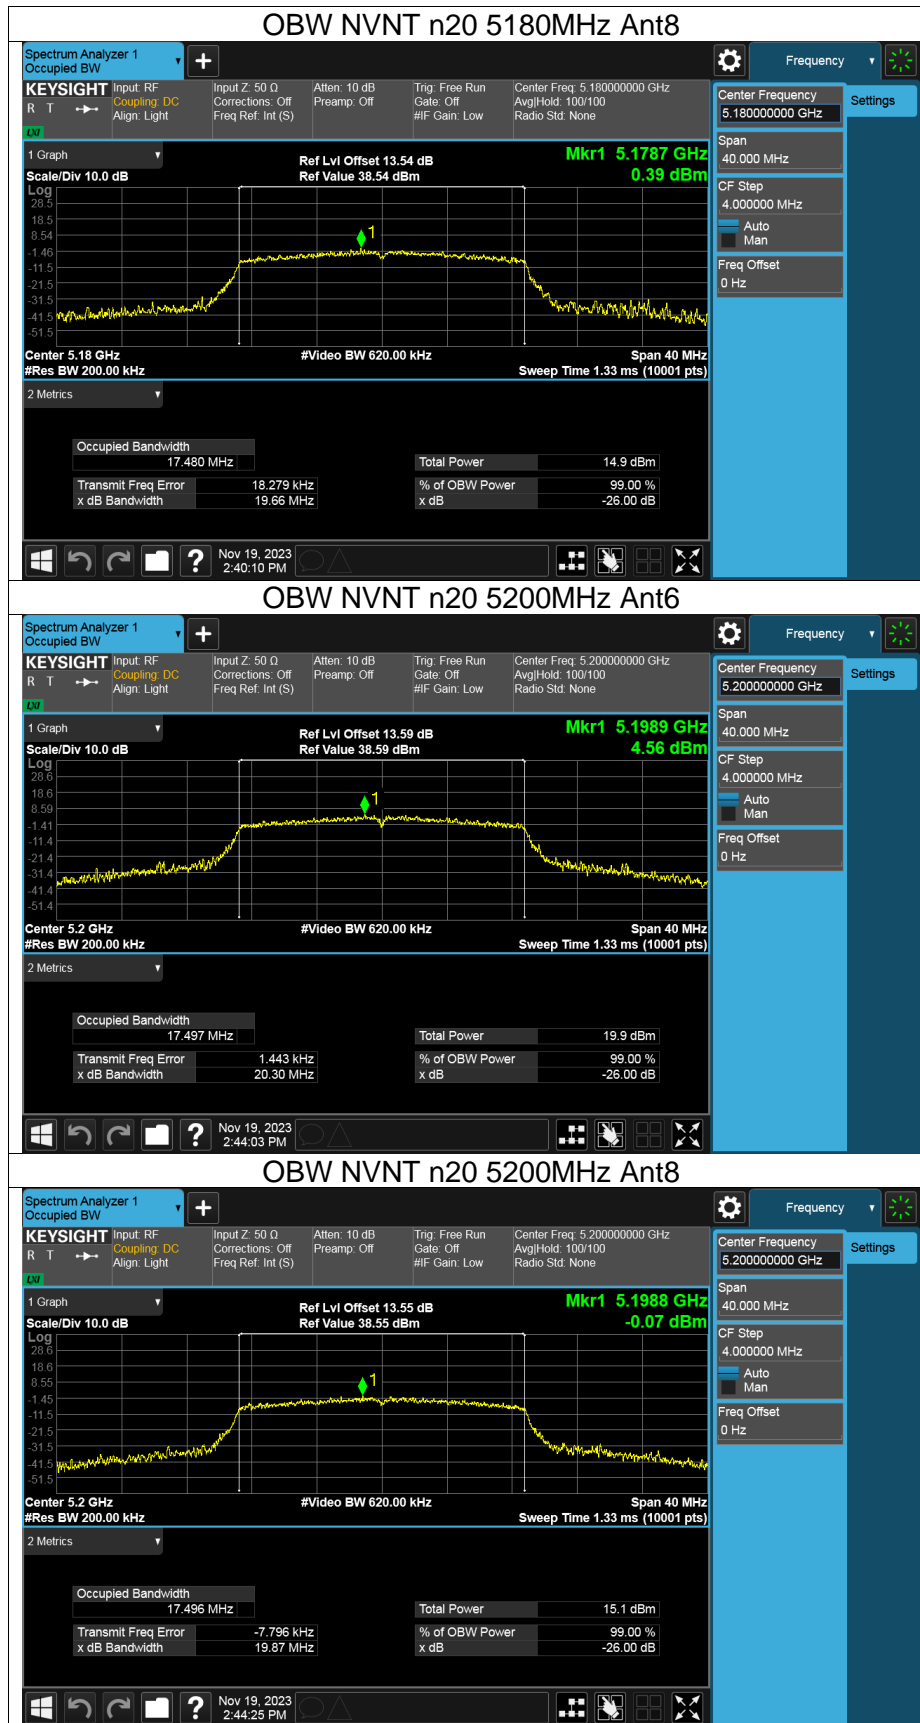 OBW NVNT n20 5180MHz Ant8
Spectrum Analyzer 1
Occupied BW
Frequency
KEYSIGHT
R T
LXI
Input: RF
Coupling: DC
Align: Light
Input Z: 50 Ω
Corrections: Off
Freq Ref: Int (S)
Atten: 10 dB
Preamp: Off
Trig: Free Run
Gate: Off
#IF Gain: Low
Center Freq: 5.180000000 GHz
Avg|Hold: 100/100
Radio Std: None
Center Frequency
5.180000000 GHz
Settings
Span
40.000 MHz
CF Step
4.000000 MHz
Auto
Man
Freq Offset
0 Hz
1 Graph
Scale/Div 10.0 dB
Ref Lvl Offset 13.54 dB
Ref Value 38.54 dBm
Mkr1 5.1787 GHz
0.39 dBm
Log
28.5
18.5
8.54
-1.46
-11.5
-21.5
-31.5
-41.5
-51.5
1
Center 5.18 GHz
#Video BW 620.00 kHz
Span 40 MHz
#Res BW 200.00 kHz
Sweep Time 1.33 ms (10001 pts)
2 Metrics
Occupied Bandwidth
17.480 MHz
Total Power 14.9 dBm
Transmit Freq Error 18.279 kHz
% of OBW Power 99.00 %
x dB Bandwidth 19.66 MHz
x dB -26.00 dB
?
Nov 19, 2023
2:40:10 PM
OBW NVNT n20 5200MHz Ant6
Spectrum Analyzer 1
Occupied BW
Frequency
KEYSIGHT
R T
LXI
Input: RF
Coupling: DC
Align: Light
Input Z: 50 Ω
Corrections: Off
Freq Ref: Int (S)
Atten: 10 dB
Preamp: Off
Trig: Free Run
Gate: Off
#IF Gain: Low
Center Freq: 5.200000000 GHz
Avg|Hold: 100/100
Radio Std: None
Center Frequency
5.200000000 GHz
Settings
Span
40.000 MHz
CF Step
4.000000 MHz
Auto
Man
Freq Offset
0 Hz
1 Graph
Scale/Div 10.0 dB
Ref Lvl Offset 13.59 dB
Ref Value 38.59 dBm
Mkr1 5.1989 GHz
4.56 dBm
Log
28.6
18.6
8.59
-1.41
-11.4
-21.4
-31.4
-41.4
-51.4
1
Center 5.2 GHz
#Video BW 620.00 kHz
Span 40 MHz
#Res BW 200.00 kHz
Sweep Time 1.33 ms (10001 pts)
2 Metrics
Occupied Bandwidth
17.497 MHz
Total Power 19.9 dBm
Transmit Freq Error 1.443 kHz
% of OBW Power 99.00 %
x dB Bandwidth 20.30 MHz
x dB -26.00 dB
?
Nov 19, 2023
2:44:03 PM
OBW NVNT n20 5200MHz Ant8
Spectrum Analyzer 1
Occupied BW
Frequency
KEYSIGHT
R T
LXI
Input: RF
Coupling: DC
Align: Light
Input Z: 50 Ω
Corrections: Off
Freq Ref: Int (S)
Atten: 10 dB
Preamp: Off
Trig: Free Run
Gate: Off
#IF Gain: Low
Center Freq: 5.200000000 GHz
Avg|Hold: 100/100
Radio Std: None
Center Frequency
5.200000000 GHz
Settings
Span
40.000 MHz
CF Step
4.000000 MHz
Auto
Man
Freq Offset
0 Hz
1 Graph
Scale/Div 10.0 dB
Ref Lvl Offset 13.55 dB
Ref Value 38.55 dBm
Mkr1 5.1988 GHz
-0.07 dBm
Log
28.6
18.6
8.55
-1.45
-11.5
-21.5
-31.5
-41.5
-51.5
1
Center 5.2 GHz
#Video BW 620.00 kHz
Span 40 MHz
#Res BW 200.00 kHz
Sweep Time 1.33 ms (10001 pts)
2 Metrics
Occupied Bandwidth
17.496 MHz
Total Power 15.1 dBm
Transmit Freq Error -7.796 kHz
% of OBW Power 99.00 %
x dB Bandwidth 19.87 MHz
x dB -26.00 dB
?
Nov 19, 2023
2:44:25 PM